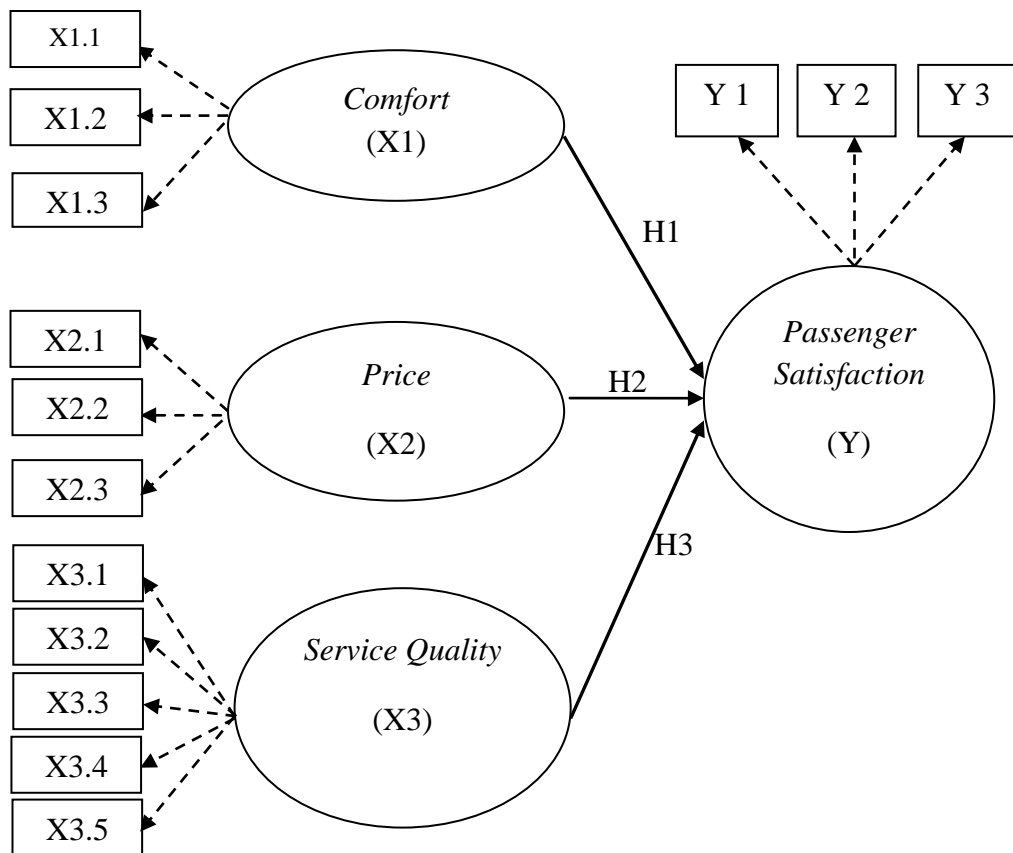 X1.1
X1.2
X1.3
Comfort
(X1)
Y 1
Y 2
Y 3
H1
X2.1
X2.2
X2.3
Price
(X2)
H2
Passenger
Satisfaction
(Y)
H3
X3.1
X3.2
X3.3
X3.4
X3.5
Service Quality
(X3)